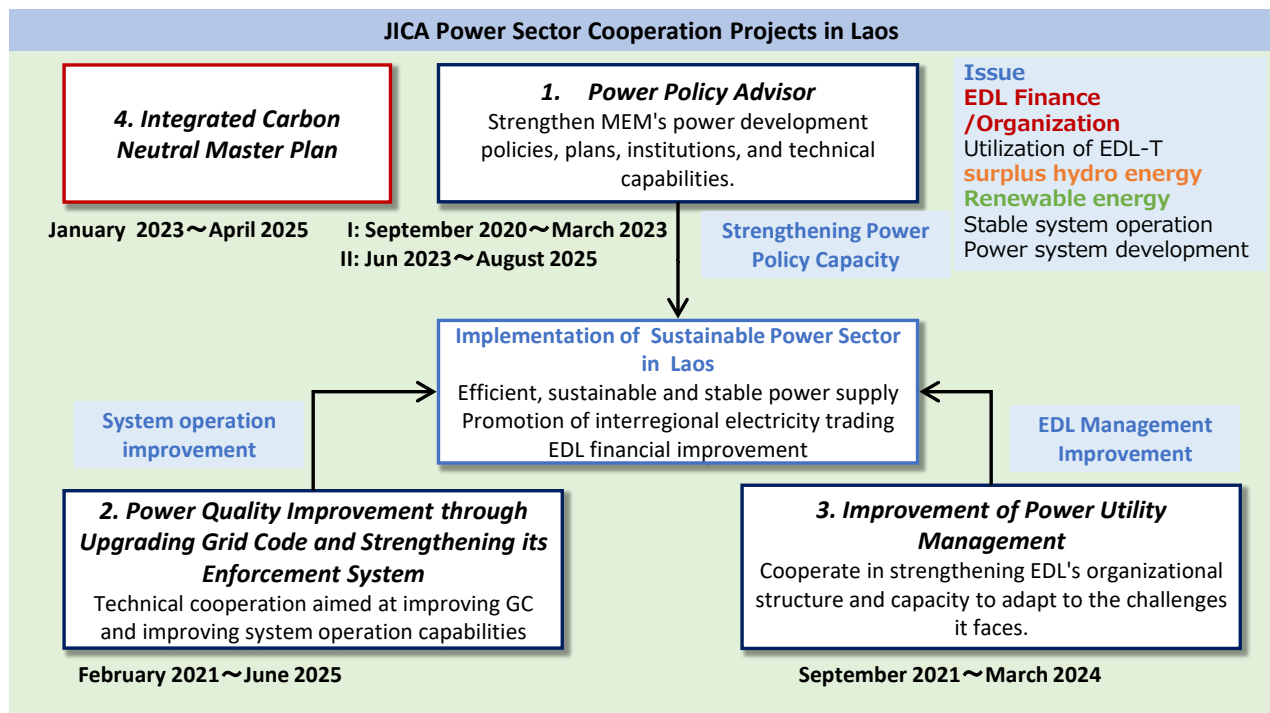 JICA Power Sector Cooperation Projects in Laos
4. Integrated Carbon
Neutral Master Plan
January 2023～April 2025
1. Power Policy Advisor
Strengthen MEM's power development
policies, plans, institutions, and technical
capabilities.
I: September 2020～March 2023
II: Jun 2023～August 2025
Strengthening Power
Policy Capacity
Issue
EDL Finance
/Organization
Utilization of EDL-T
surplus hydro energy
Renewable energy
Stable system operation
Power system development
Implementation of Sustainable Power Sector
in Laos
Efficient, sustainable and stable power supply
Promotion of interregional electricity trading
EDL financial improvement
System operation
improvement
EDL Management
Improvement
2. Power Quality Improvement through
Upgrading Grid Code and Strengthening its
Enforcement System
Technical cooperation aimed at improving GC
and improving system operation capabilities
February 2021～June 2025
3. Improvement of Power Utility
Management
Cooperate in strengthening EDL's organizational
structure and capacity to adapt to the challenges
it faces.
September 2021～March 2024